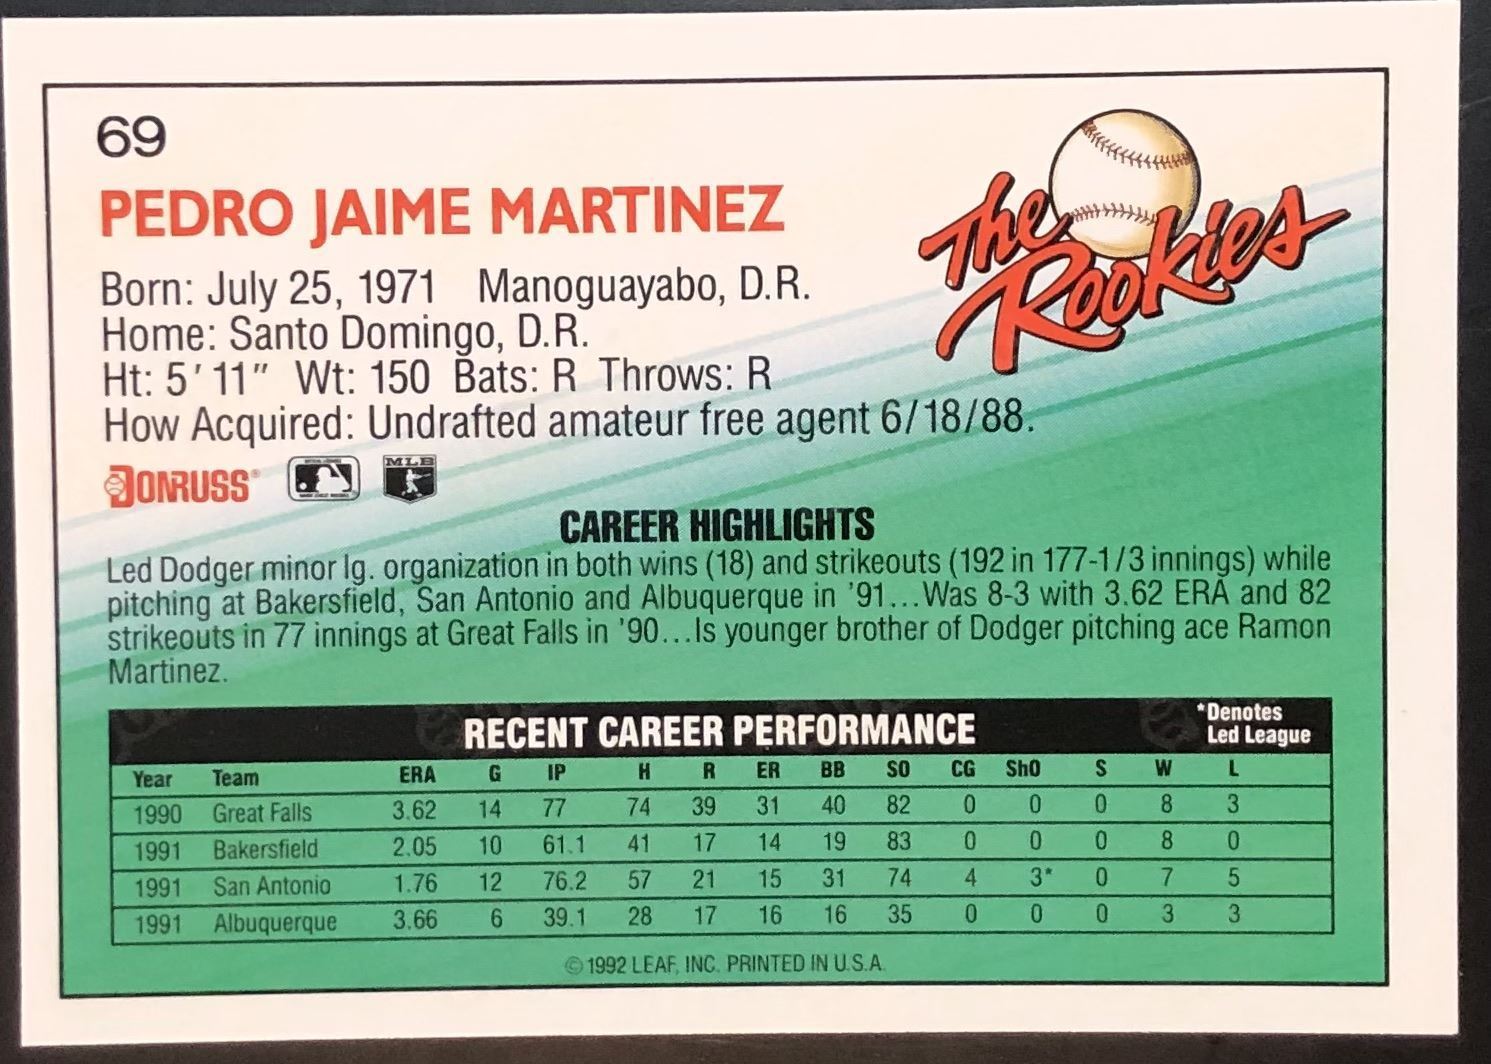 69
The Rookies
PEDRO JAIME MARTINEZ
Born: July 25, 1971 Manoguayabo, D.R.
Home: Santo Domingo, D.R.
Ht: 5'11" Wt: 150 Bats: R Throws: R
How Acquired: Undrafted amateur free agent 6/18/88.
DONRUSS® MLB
CAREER HIGHLIGHTS
Led Dodger minor lg. organization in both wins (18) and strikeouts (192 in 177-1/3 innings) while
pitching at Bakersfield, San Antonio and Albuquerque in '91...Was 8-3 with 3.62 ERA and 82
strikeouts in 77 innings at Great Falls in '90...Is younger brother of Dodger pitching ace Ramon
Martinez.
RECENT CAREER PERFORMANCE
*Denotes
Led League
Year Team ERA G IP H R ER BB SO CG ShO S W L
1990 Great Falls 3.62 14 77 74 39 31 40 82 0 0 0 8 3
1991 Bakersfield 2.05 10 61.1 41 17 14 19 83 0 0 0 8 0
1991 San Antonio 1.76 12 76.2 57 21 15 31 74 4 3* 0 7 5
1991 Albuquerque 3.66 6 39.1 28 17 16 16 35 0 0 0 3 3
© 1992 LEAF, INC. PRINTED IN U.S.A.